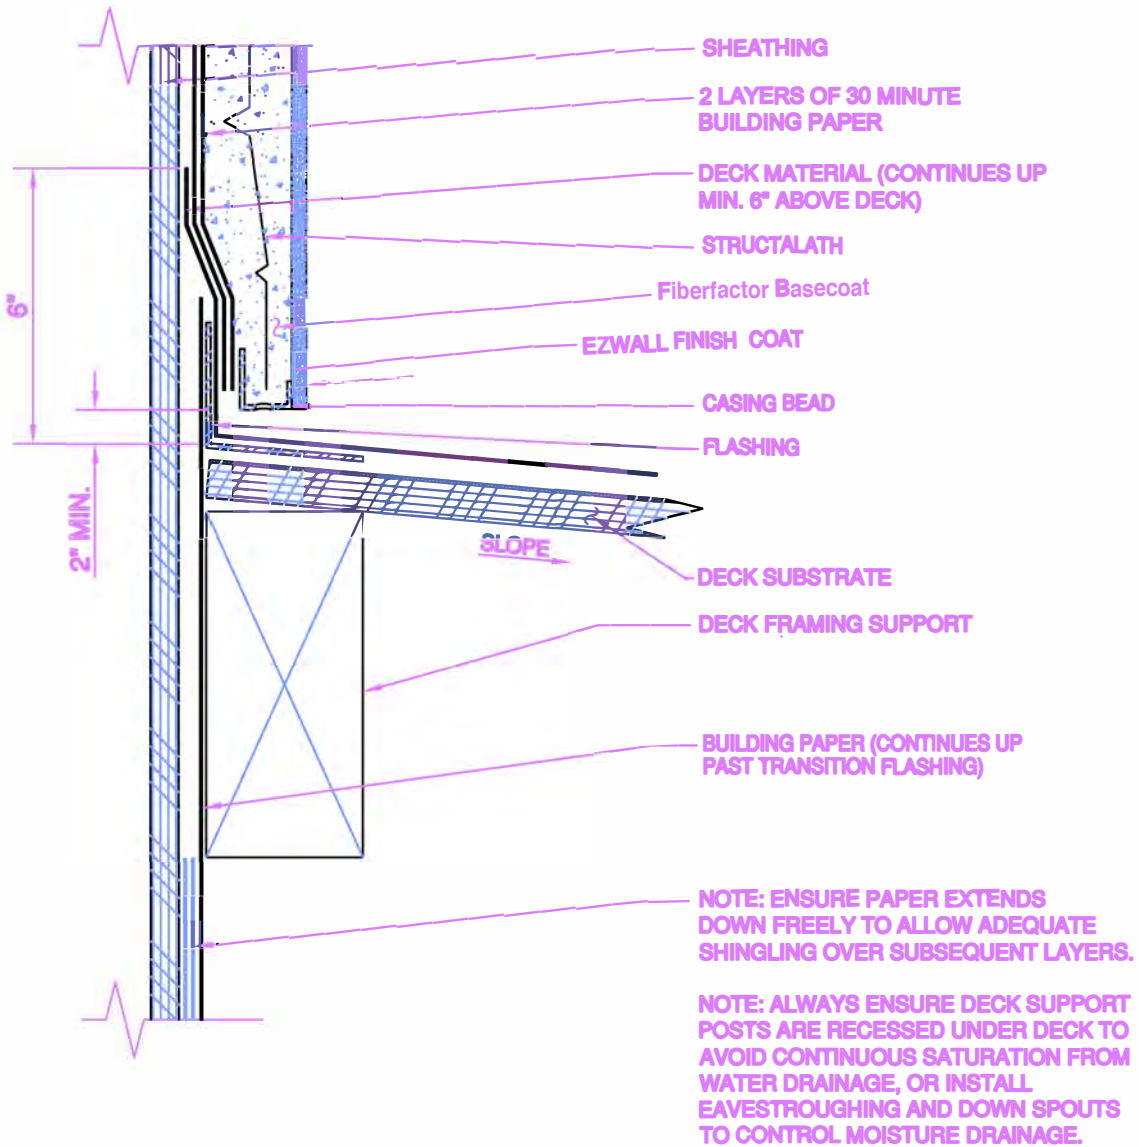 SHEATHING
2 LAYERS OF 30 MINUTE
BUILDING PAPER
DECK MATERIAL (CONTINUES UP
MIN. 6" ABOVE DECK)
STRUCTALATH
Fiberfactor Basecoat
EZWALL FINISH COAT
CASING BEAD
FLASHING
6"
2" MIN.
SLOPE
DECK SUBSTRATE
DECK FRAMING SUPPORT
BUILDING PAPER (CONTINUES UP
PAST TRANSITION FLASHING)
NOTE: ENSURE PAPER EXTENDS
DOWN FREELY TO ALLOW ADEQUATE
SHINGLING OVER SUBSEQUENT LAYERS.
NOTE: ALWAYS ENSURE DECK SUPPORT
POSTS ARE RECESSED UNDER DECK TO
AVOID CONTINUOUS SATURATION FROM
WATER DRAINAGE, OR INSTALL
EAVESTROUGHING AND DOWN SPOUTS
TO CONTROL MOISTURE DRAINAGE.